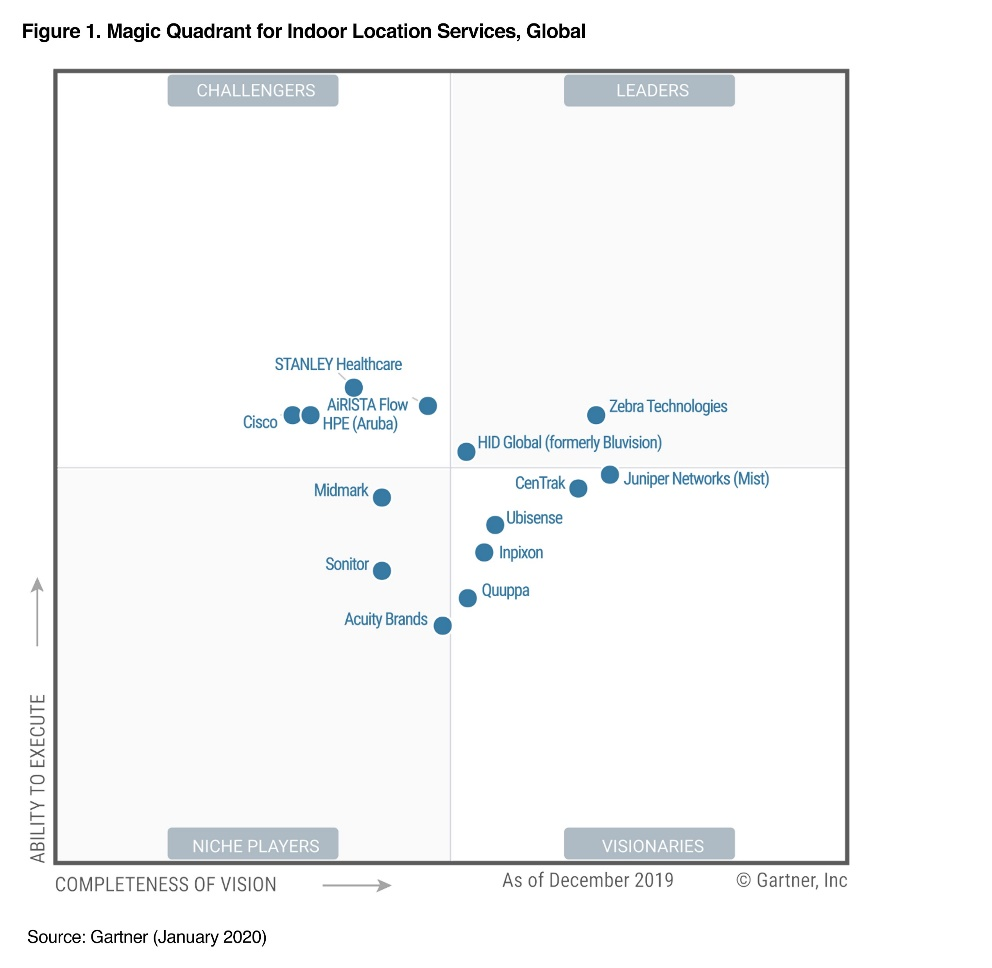 Figure 1. Magic Quadrant for Indoor Location Services, Global
CHALLENGERS
LEADERS
STANLEY Healthcare
AiRISTA Flow
Cisco
HPE (Aruba)
Zebra Technologies
HID Global (formerly Bluvision)
Juniper Networks (Mist)
CenTrak
Midmark
Ubisense
Inpixon
Sonitor
Quuppa
Acuity Brands
ABILITY TO EXECUTE
NICHE PLAYERS
VISIONARIES
COMPLETENESS OF VISION
As of December 2019
© Gartner, Inc
Source: Gartner (January 2020)